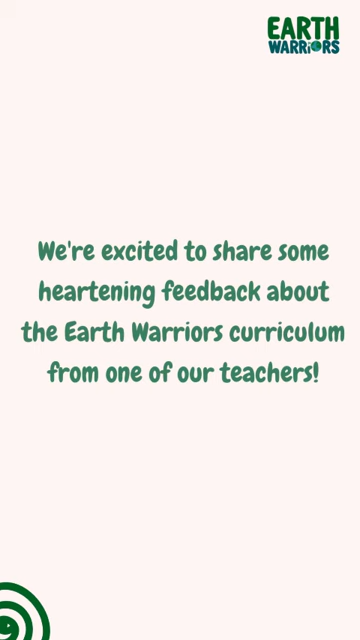 EARTH
WARRiORS
We're excited to share some
heartening feedback about
the Earth Warriors curriculum
from one of our teachers!